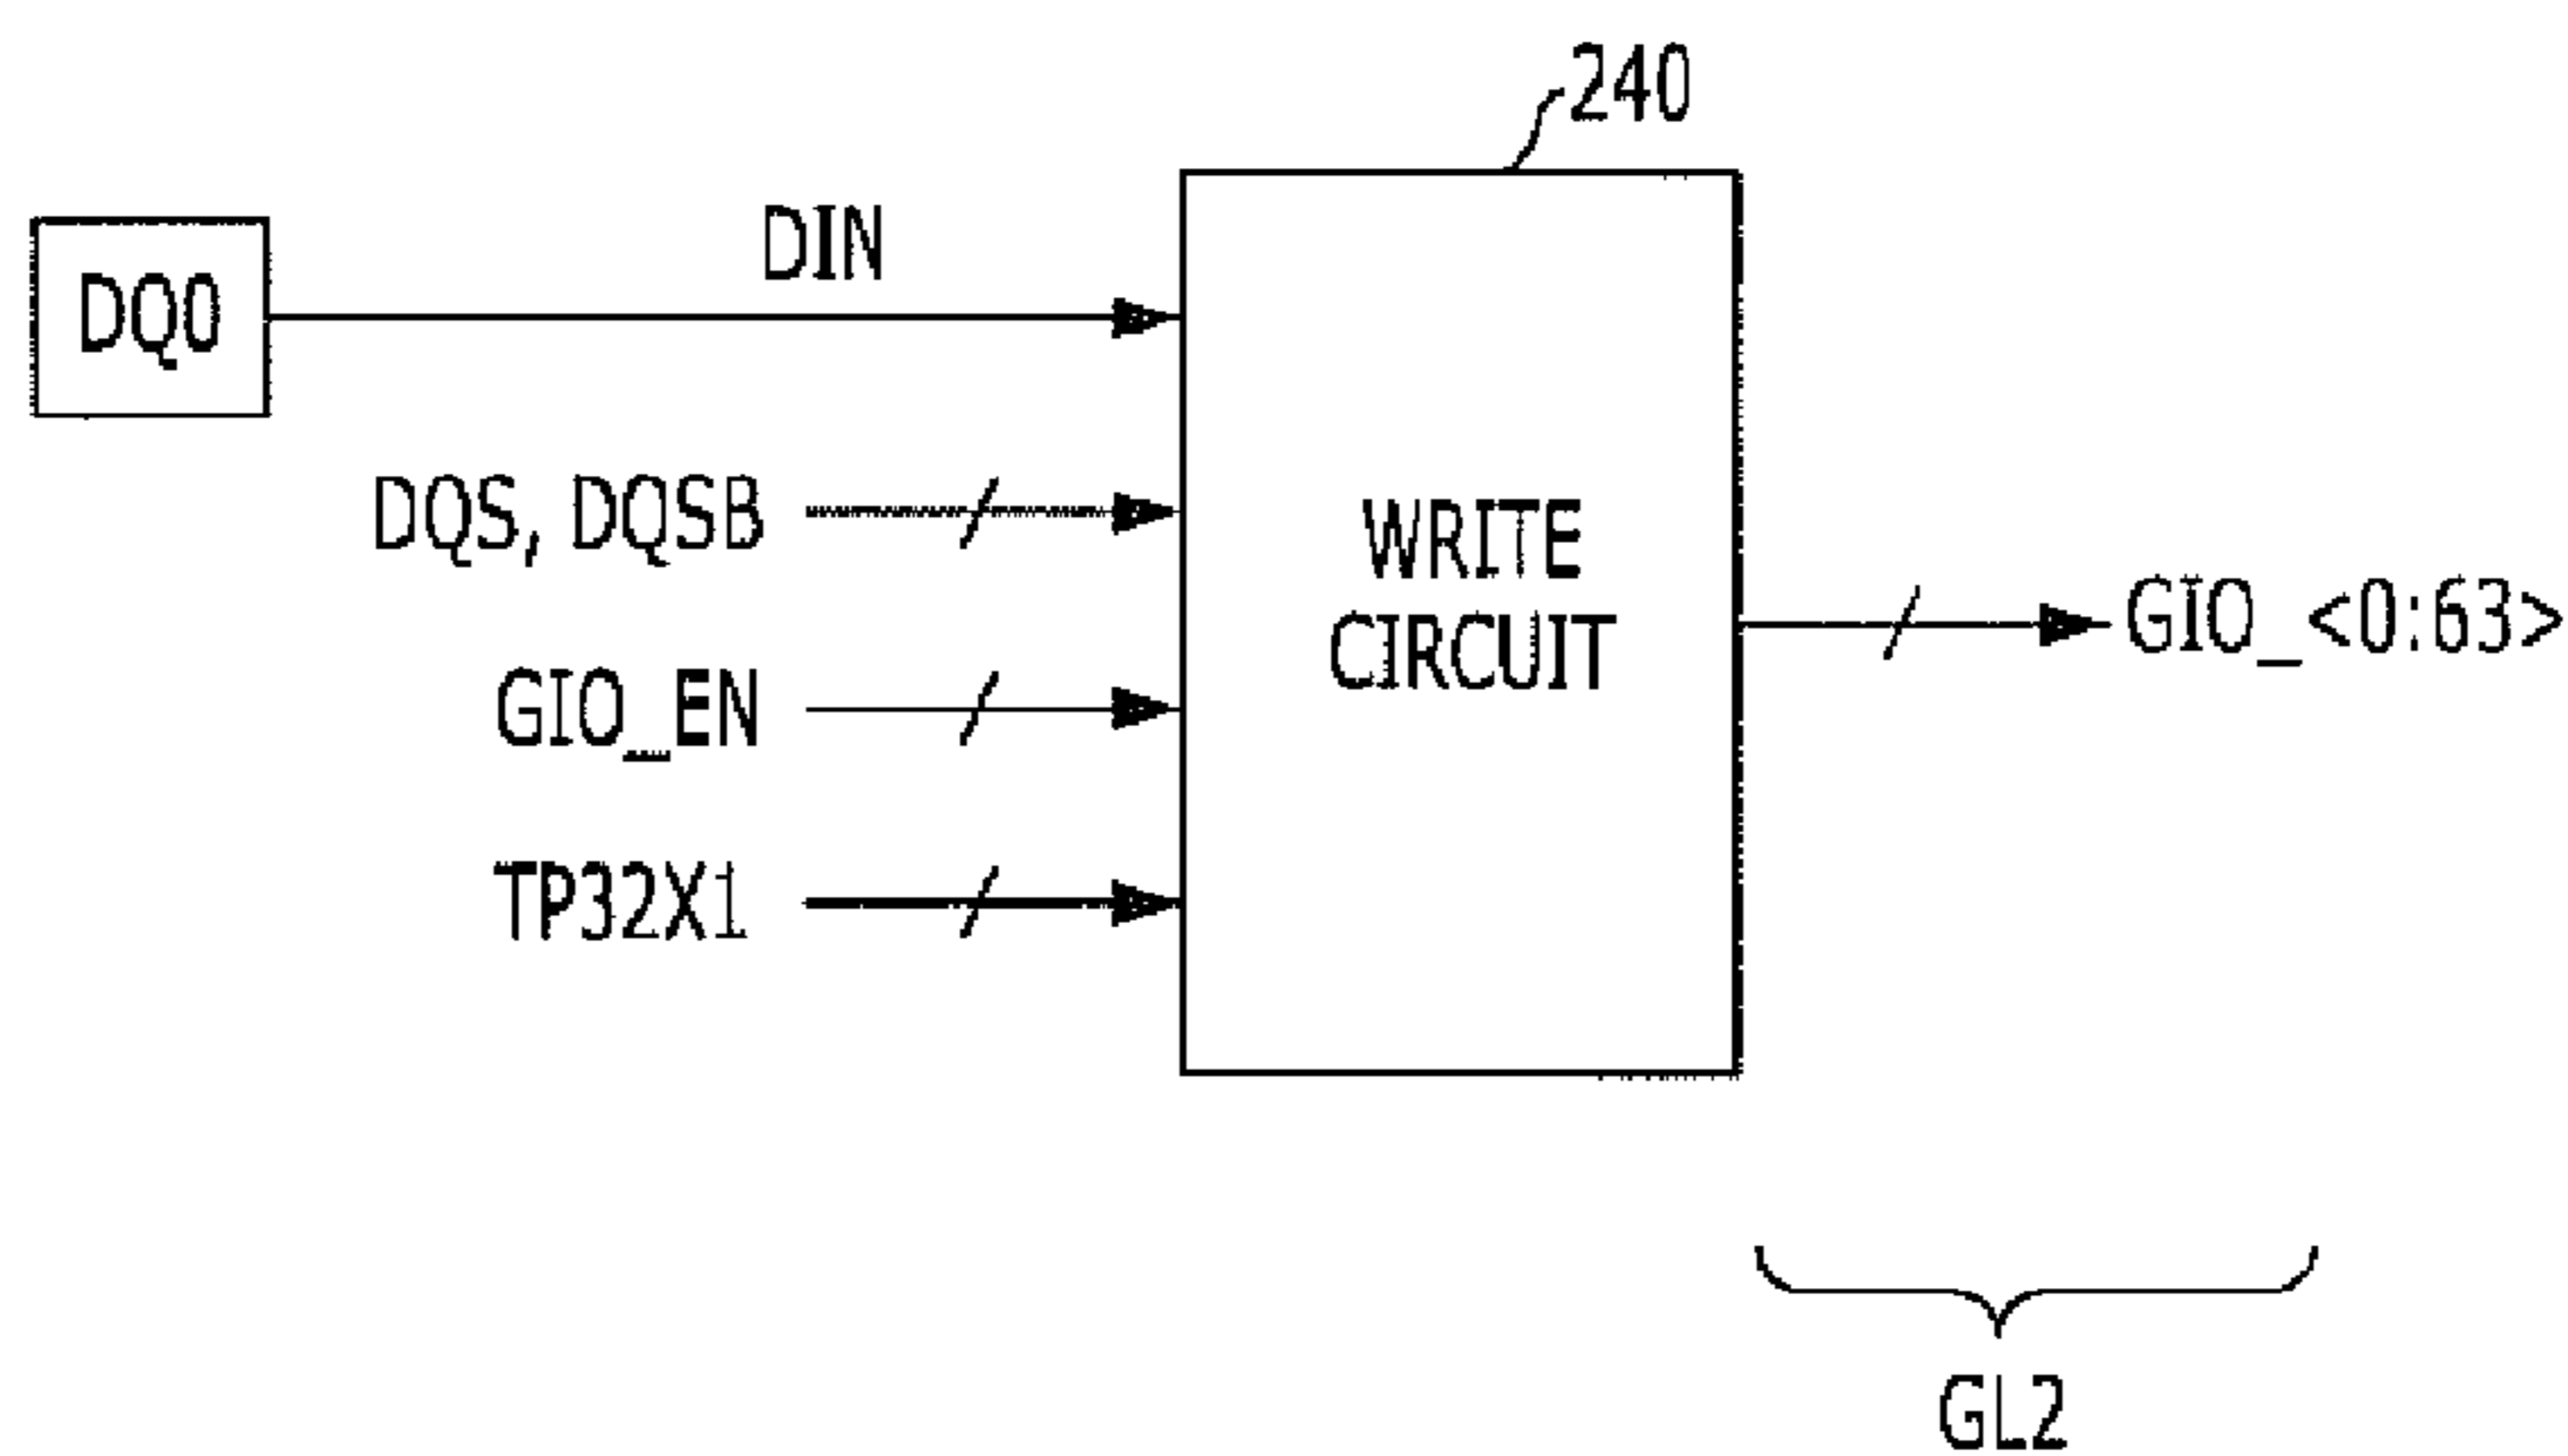 240
DIN
DQ0
DQS, DQSB
WRITE
CIRCUIT
GIO_<0:63>
GIO_EN
TP32X1
GL2